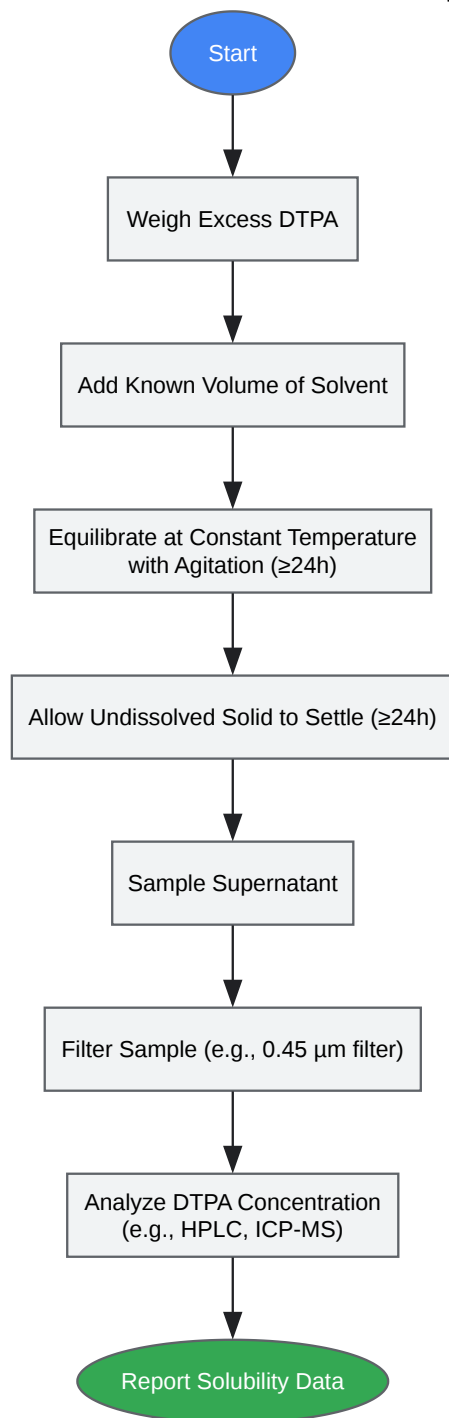 Start
Weigh Excess DTPA
Add Known Volume of Solvent
Equilibrate at Constant Temperature
with Agitation (≥24h)
Allow Undissolved Solid to Settle (≥24h)
Sample Supernatant
Filter Sample (e.g., 0.45 µm filter)
Analyze DTPA Concentration
(e.g., HPLC, ICP-MS)
Report Solubility Data